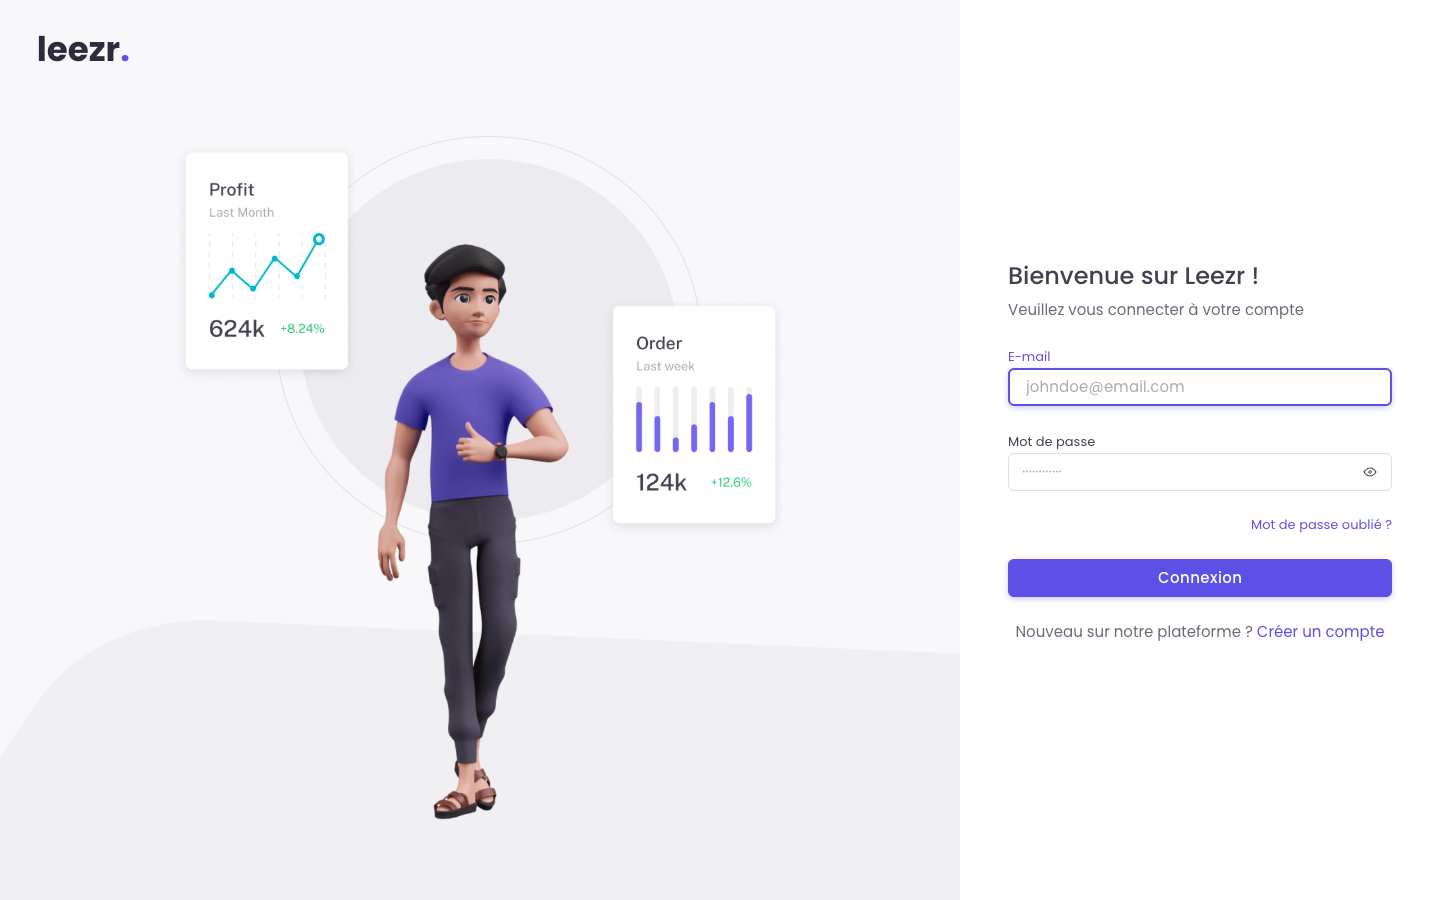 leezr.
Profit
Last Month
624k +8.24%
Order
Last week
124k +12.6%
Bienvenue sur Leezr !
Veuillez vous connecter à votre compte
E-mail
johndoe@email.com
Mot de passe
············
Mot de passe oublié ?
Connexion
Nouveau sur notre plateforme ? Créer un compte